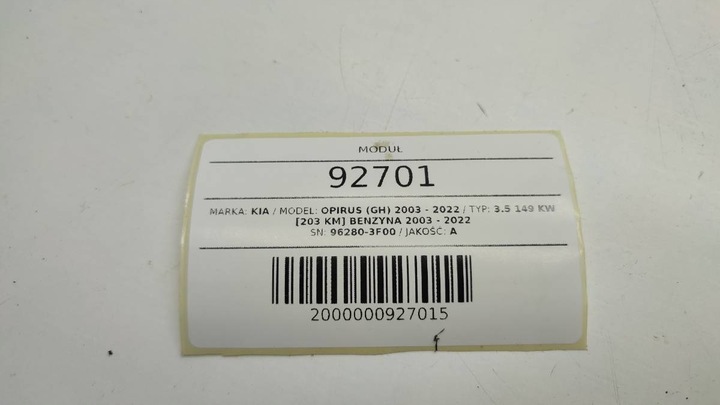 MODUŁ
92701
MARKA: KIA / MODEL: OPIRUS (GH) 2003 - 2022 / TYP: 3.5 149 KW
[203 KM] BENZYNA 2003 - 2022
SN: 96280-3F00 / JAKOŚĆ: A
2000000927015